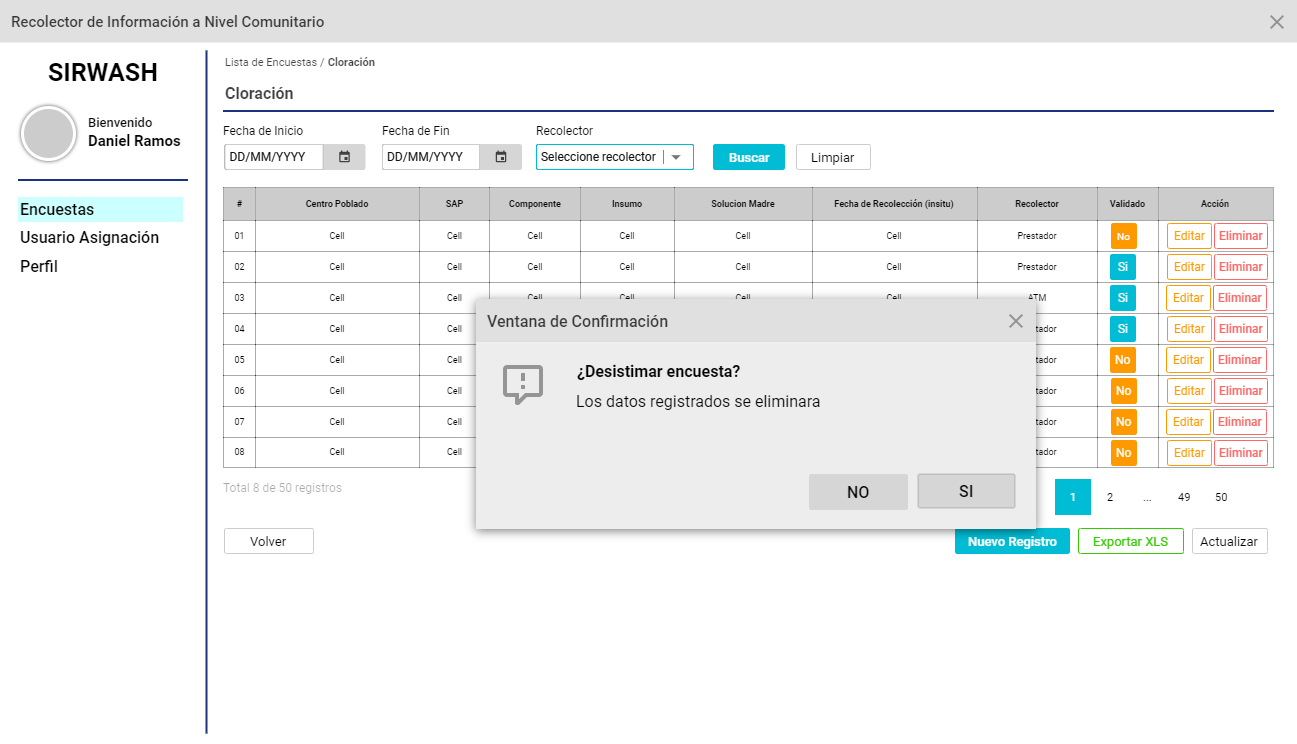 Recolector de Información a Nivel Comunitario
SIRWASH
Bienvenido
Daniel Ramos
Encuestas
Usuario Asignación
Perfil
Lista de Encuestas / Cloración
Cloración
Fecha de Inicio Fecha de Fin Recolector
DD/MM/YYYY DD/MM/YYYY Seleccione recolector Buscar Limpiar
# Centro Poblado SAP Componente Insumo Solucion Madre Fecha de Recolección (insitu) Recolector Validado Acción
01 Cell Cell Cell Cell Cell Cell Prestador No Editar Eliminar
02 Cell Cell Cell Cell Cell Cell Prestador Si Editar Eliminar
03 Cell Cell Cell Cell Cell Cell ATM Si Editar Eliminar
04 Cell Cell tador Si Editar Eliminar
05 Cell Cell tador No Editar Eliminar
06 Cell Cell tador No Editar Eliminar
07 Cell Cell tador No Editar Eliminar
08 Cell Cell tador No Editar Eliminar
Ventana de Confirmación
¿Desistimar encuesta?
Los datos registrados se eliminara
NO SI
Total 8 de 50 registros
1 2 ... 49 50
Volver Nuevo Registro Exportar XLS Actualizar